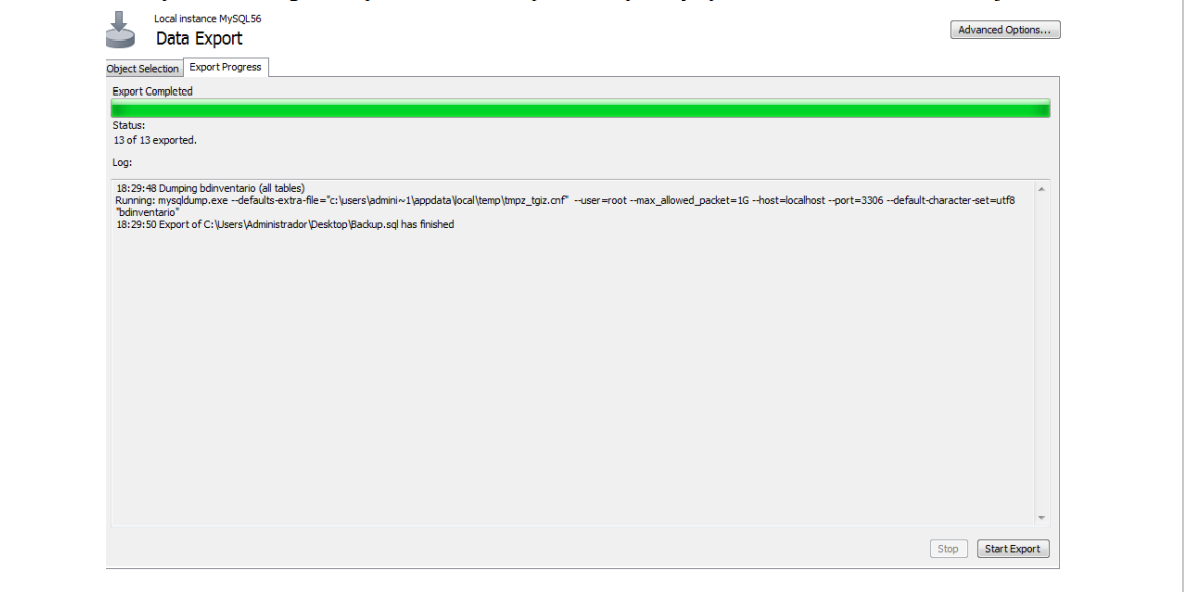 Local instance MySQL56
Data Export
Advanced Options...
Object Selection
Export Progress
Export Completed
Status:
13 of 13 exported.
Log:
18:29:48 Dumping bdinventario (all tables)
Running: mysqldump.exe --defaults-extra-file="c:\users\admini~1\appdata\local\temp\tmpz_tgiz.cnf"  --user=root --max_allowed_packet=1G --host=localhost --port=3306 --default-character-set=utf8
"bdinventario"
18:29:50 Export of C:\Users\Administrador\Desktop\Backup.sql has finished
Stop
Start Export